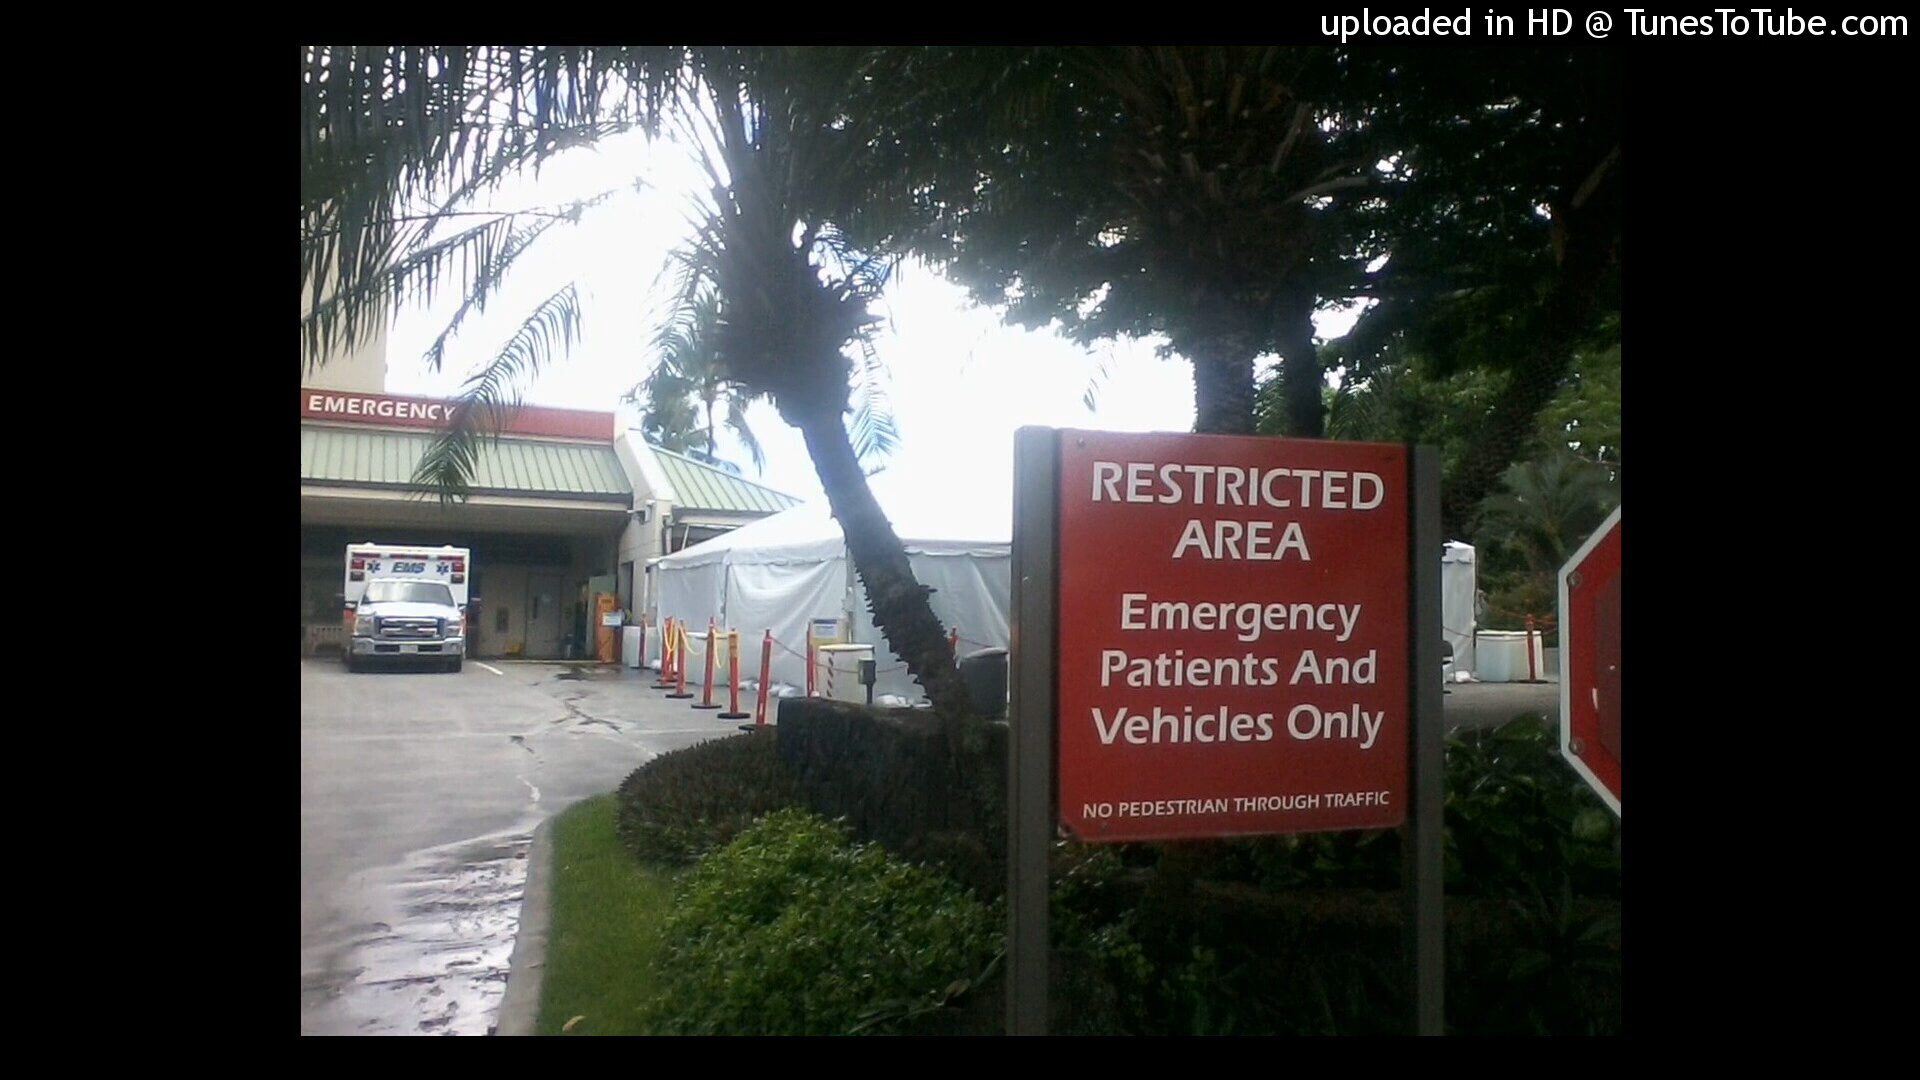 uploaded in HD @ TunesToTube.com
EMERGENCY
EMS
RESTRICTED
AREA
Emergency
Patients And
Vehicles Only
NO PEDESTRIAN THROUGH TRAFFIC